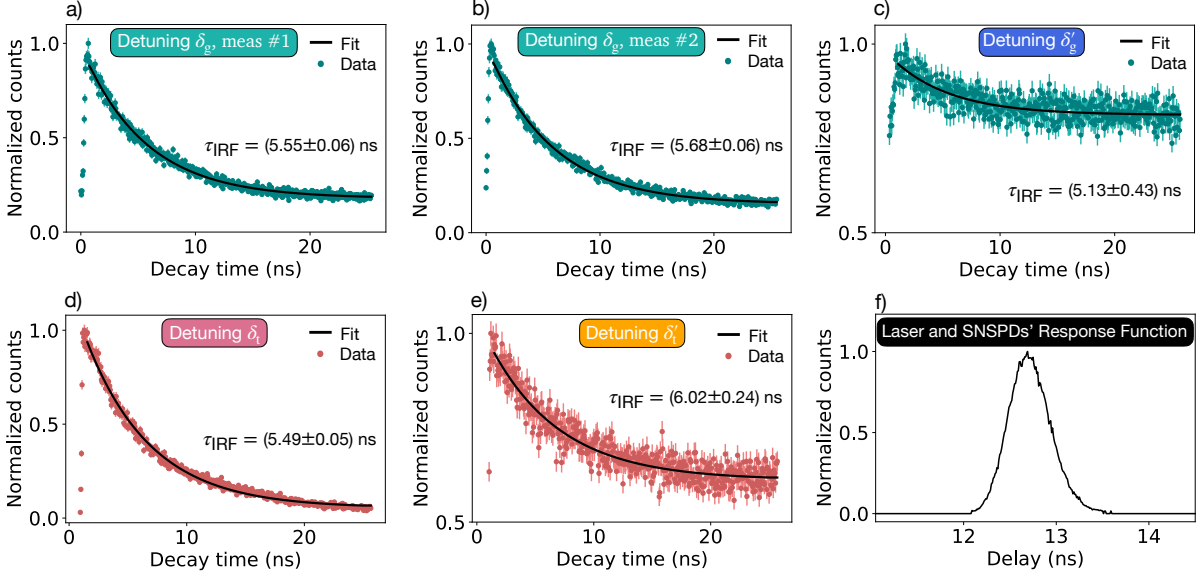 a)
Detuning δg, meas #1
Fit
Data
τIRF = (5.55±0.06) ns
Normalized counts
1.0
0.5
0.0
0
10
20
Decay time (ns)
b)
Detuning δg, meas #2
Fit
Data
τIRF = (5.68±0.06) ns
Normalized counts
1.0
0.5
0.0
0
10
20
Decay time (ns)
c)
Detuning δ′g
Fit
Data
τIRF = (5.13±0.43) ns
Normalized counts
1.0
0.5
0
10
20
Decay time (ns)
d)
Detuning δt
Fit
Data
τIRF = (5.49±0.05) ns
Normalized counts
1.0
0.5
0.0
0
10
20
Decay time (ns)
e)
Detuning δ′t
Fit
Data
τIRF = (6.02±0.24) ns
Normalized counts
1.0
0.5
0
10
20
Decay time (ns)
f)
Laser and SNSPDs' Response Function
Normalized counts
1.0
0.5
0.0
12
13
14
Delay (ns)